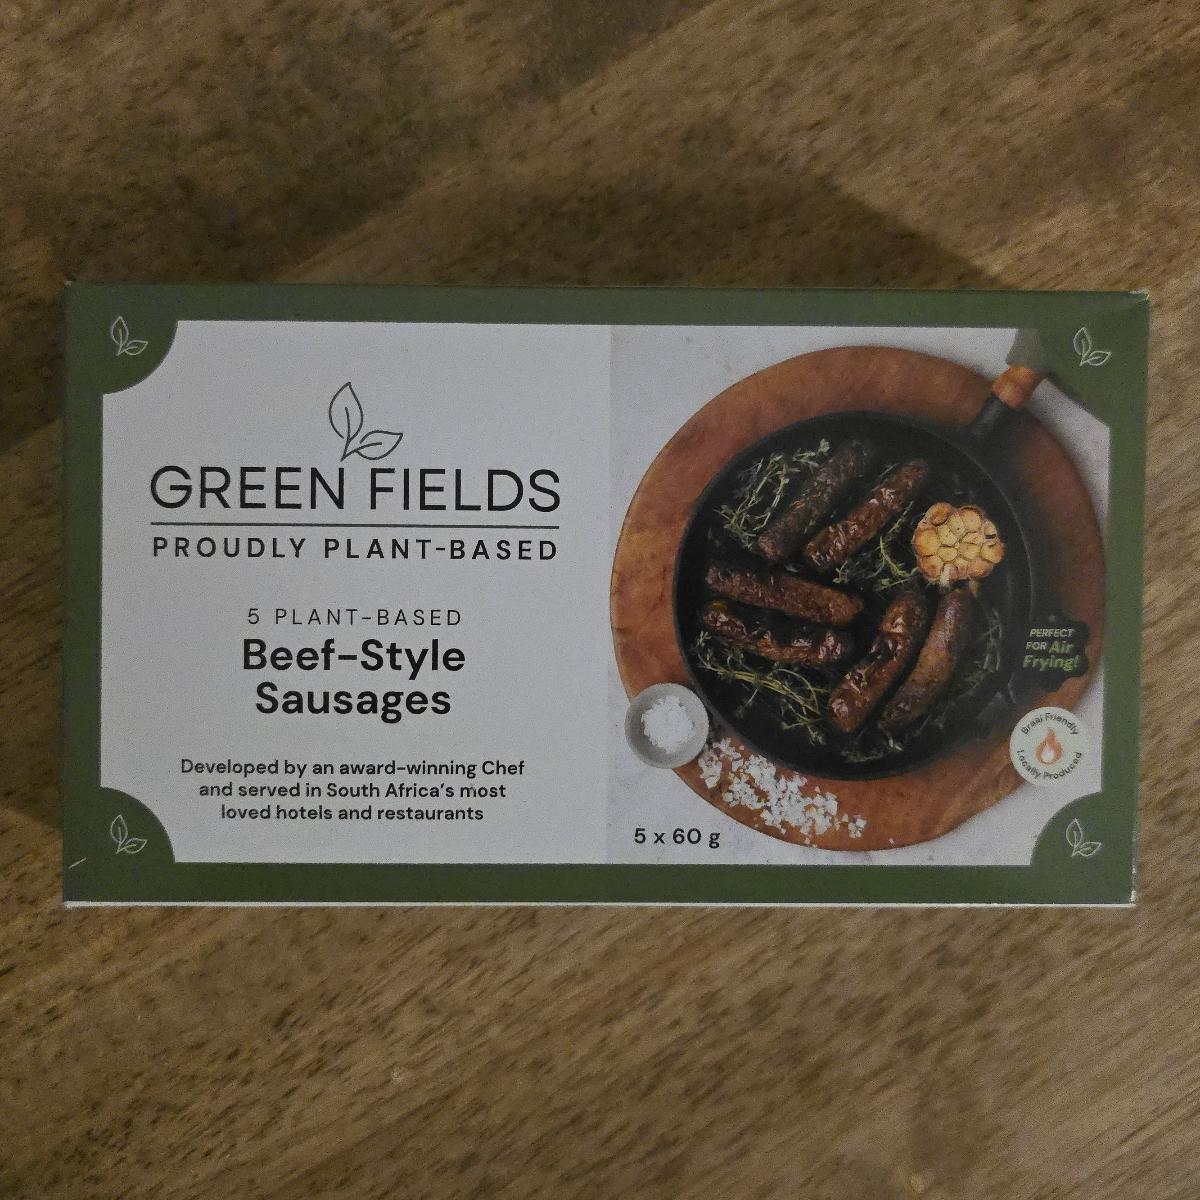 GREEN FIELDS
PROUDLY PLANT-BASED
5 PLANT-BASED
Beef-Style
Sausages
Developed by an award-winning Chef
and served in South Africa's most
loved hotels and restaurants
5 x 60 g
PERFECT
FOR Air
Frying!
Braai Friendly
Locally Produced